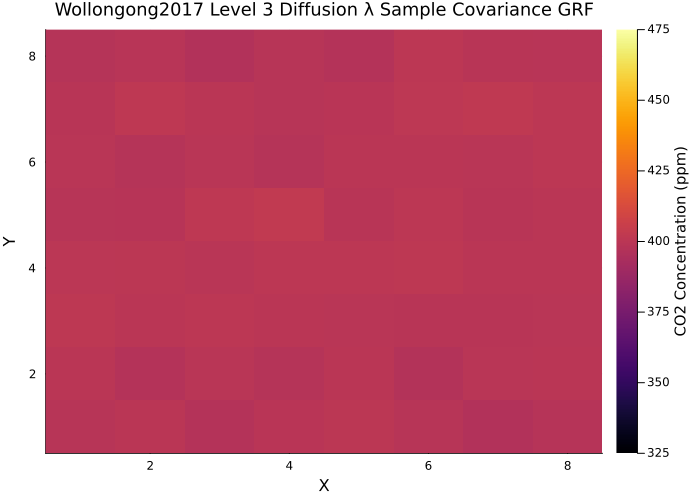 Wollongong2017 Level 3 Diffusion λ Sample Covariance GRF
8
6
4
2
Y
2 4 6 8
X
475
450
425
400
375
350
325
CO2 Concentration (ppm)